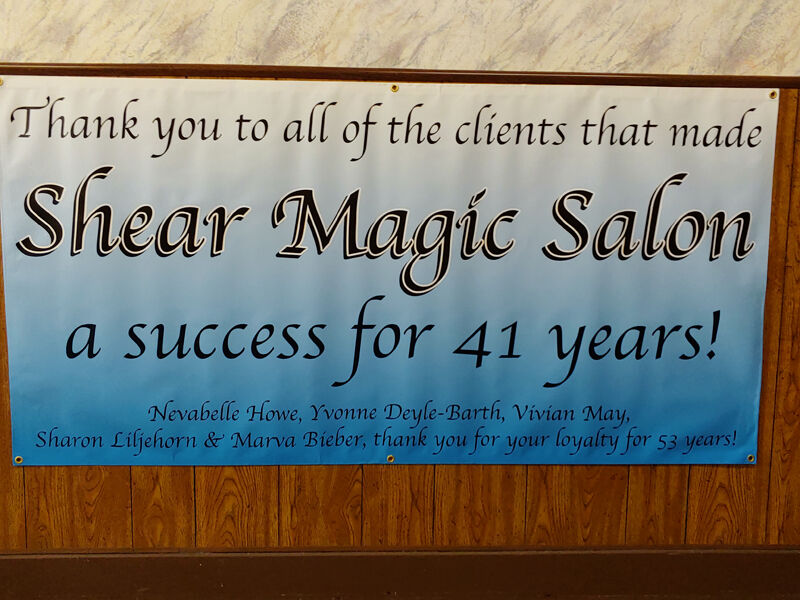 Thank you to all of the clients that made
Shear Magic Salon
a success for 41 years!
Nevabelle Howe, Yvonne Deyle-Barth, Vivian May,
Sharon Liljehorn & Marva Bieber, thank you for your loyalty for 53 years!